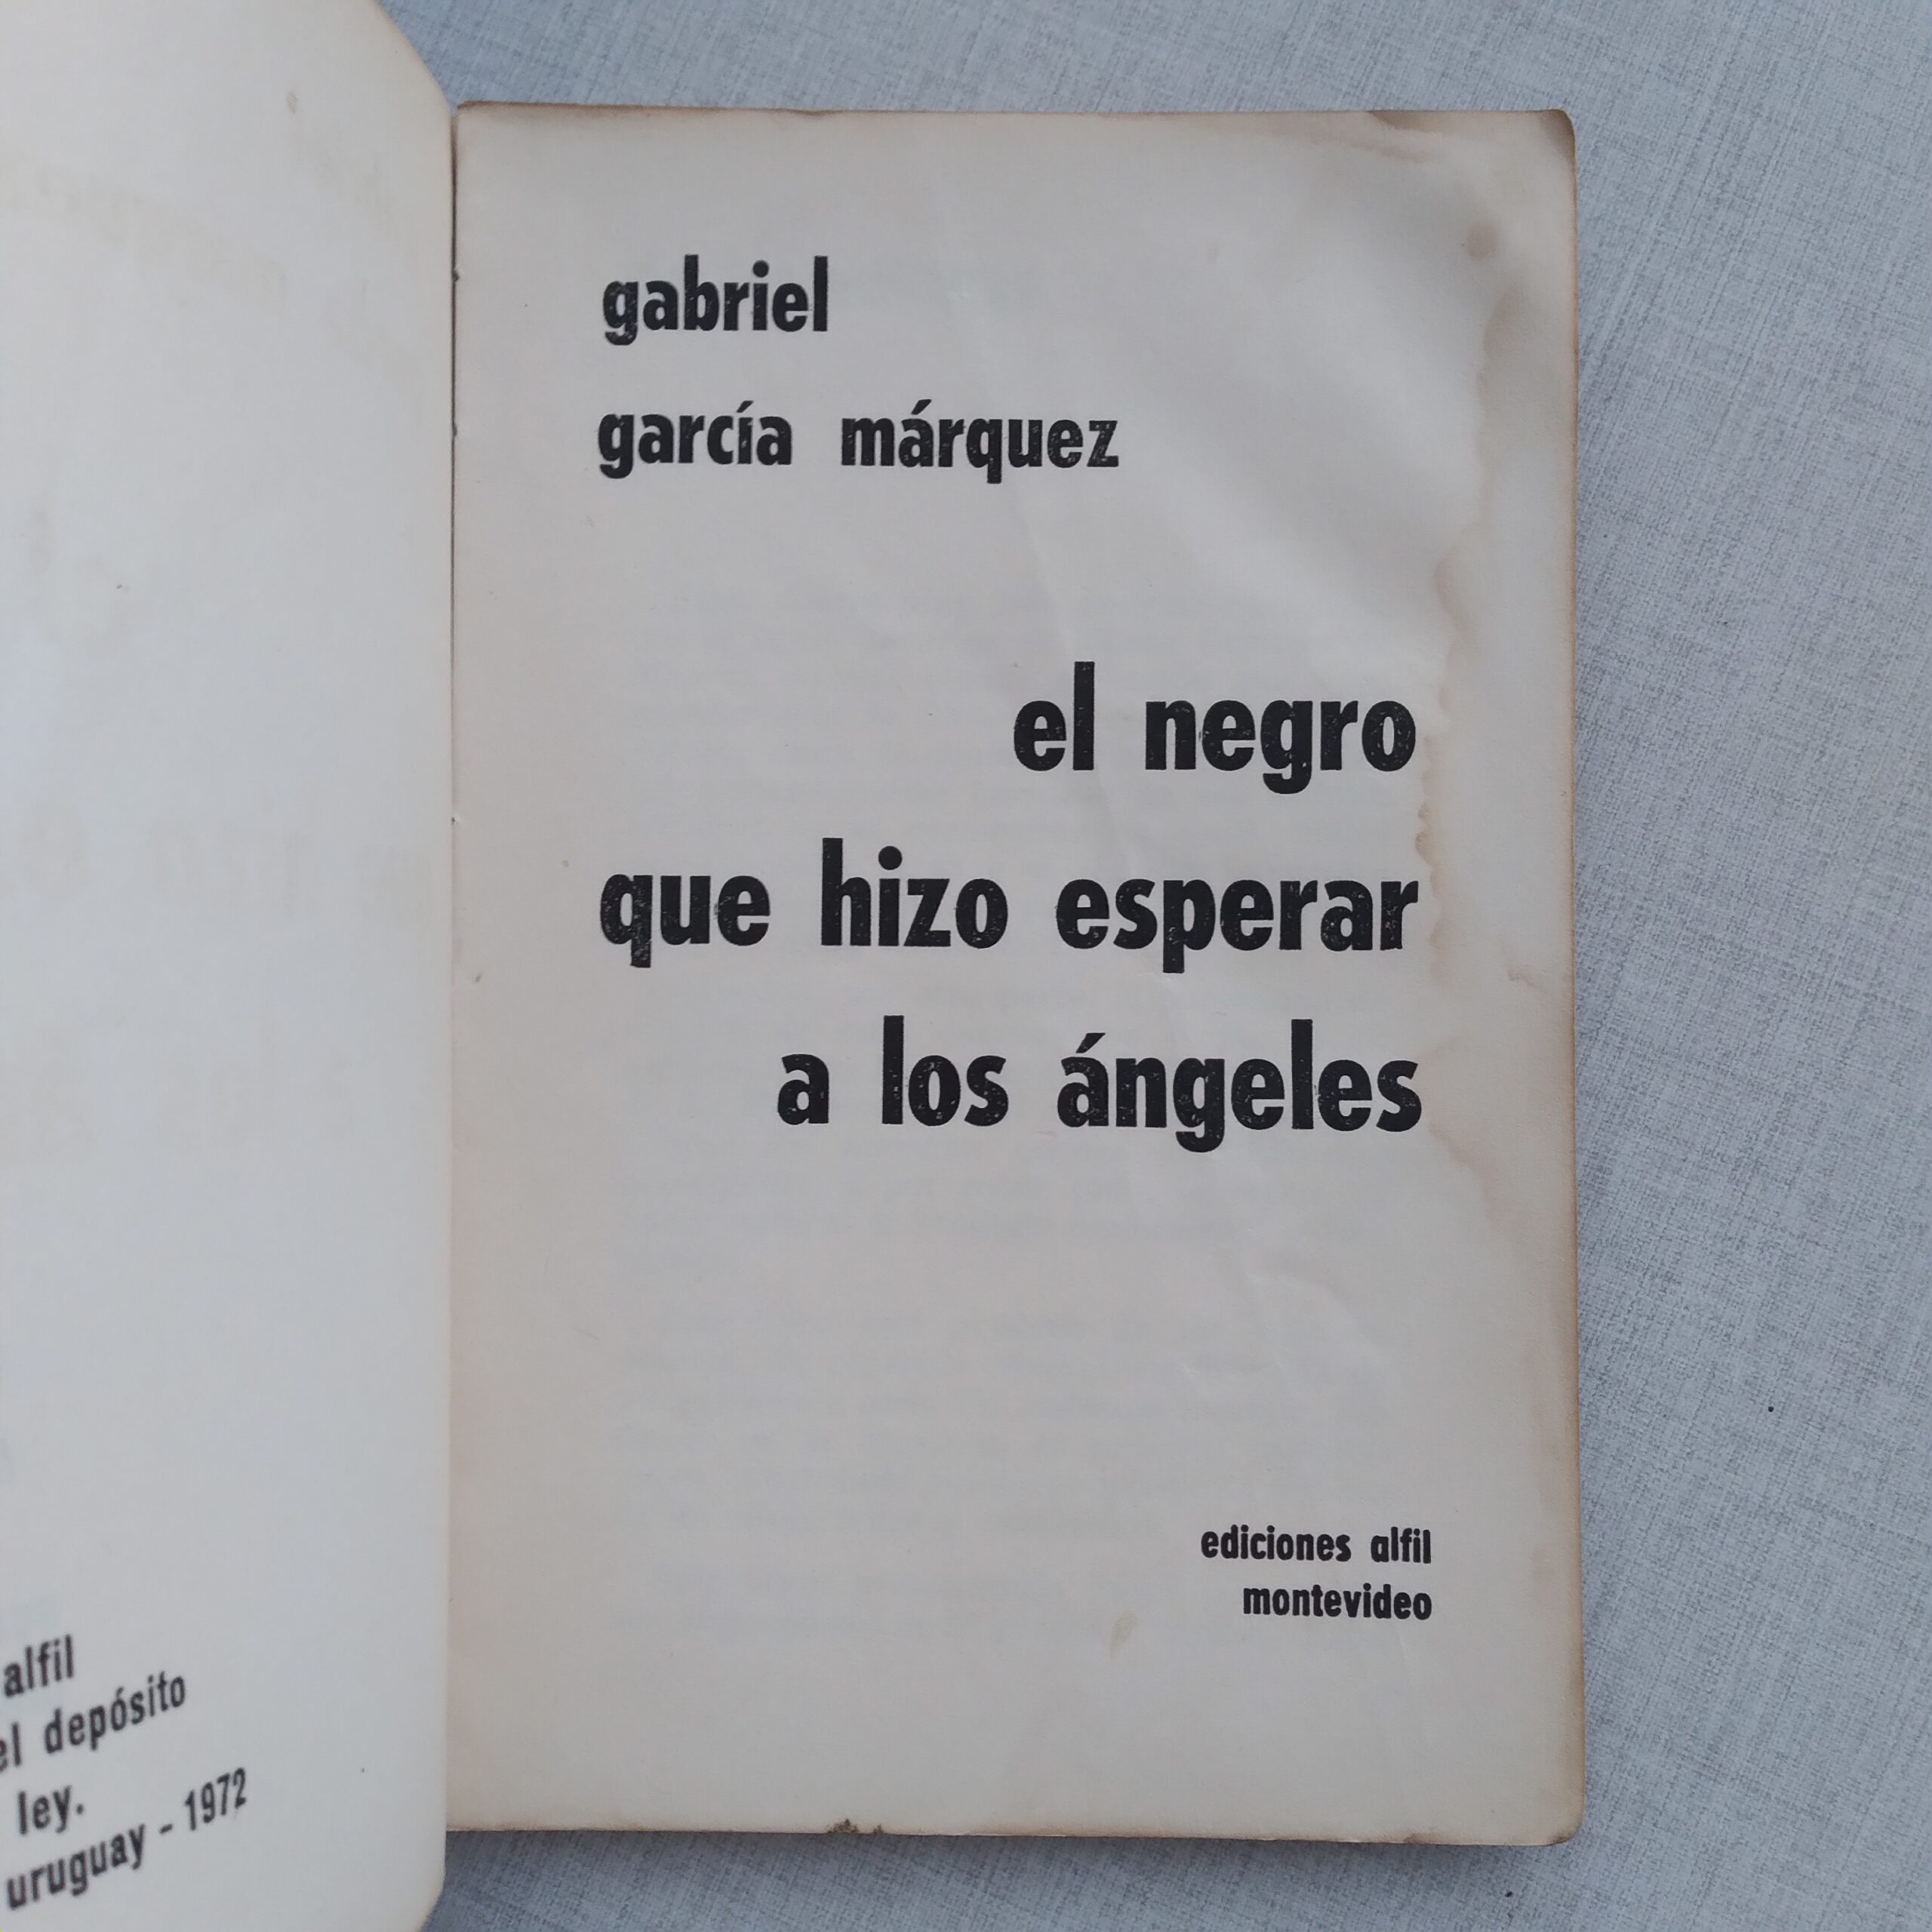 alfil
el depósito
ley.
uruguay - 1972
gabriel
garcía márquez
el negro
que hizo esperar
a los ángeles
ediciones alfil
montevideo